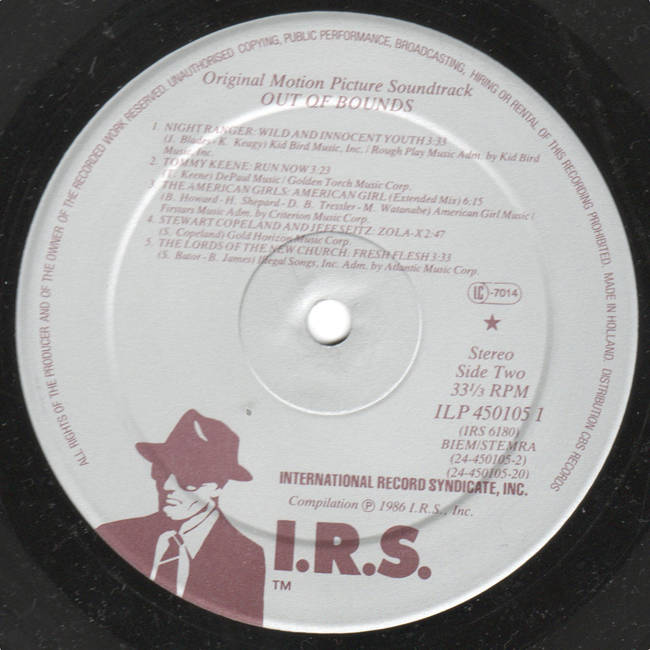 ALL RIGHTS OF THE PRODUCER AND OF THE OWNER OF THE RECORDED WORK RESERVED. UNAUTHORISED COPYING, PUBLIC PERFORMANCE, BROADCASTING, HIRING OR RENTAL OF THIS RECORDING PROHIBITED. MADE IN HOLLAND. DISTRIBUTION CBS RECORDS
Original Motion Picture Soundtrack
OUT OF BOUNDS
1. NIGHT RANGER: WILD AND INNOCENT YOUTH 3:33
(J. Blades - K. Keagy) Kid Bird Music, Inc. / Rough Play Music Adm. by Kid Bird
Music, Inc.
2. TOMMY KEENE: RUN NOW 3:23
(T. Keene) DePaul Music / Golden Torch Music Corp.
3. THE AMERICAN GIRLS: AMERICAN GIRL (Extended Mix) 6:15
(B. Howard - H. Shepard - D. B. Tressler - M. Watanabe) American Girl Music /
Firstars Music Adm. by Criterion Music Corp.
4. STEWART COPELAND AND JEFF SEITZ: ZOLA-X 2:47
(S. Copeland) Gold Horizon Music Corp.
5. THE LORDS OF THE NEW CHURCH: FRESH FLESH 3:33
(S. Bator - B. James) Illegal Songs, Inc. Adm. by Atlantic Music Corp.
LC-7014
Stereo
Side Two
33⅓ RPM
ILP 450105 1
(IRS 6180)
BIEM/STEMRA
(24-450105-2)
(24-450105-20)
INTERNATIONAL RECORD SYNDICATE, INC.
Compilation ℗ 1986 I.R.S., Inc.
I.R.S.
TM